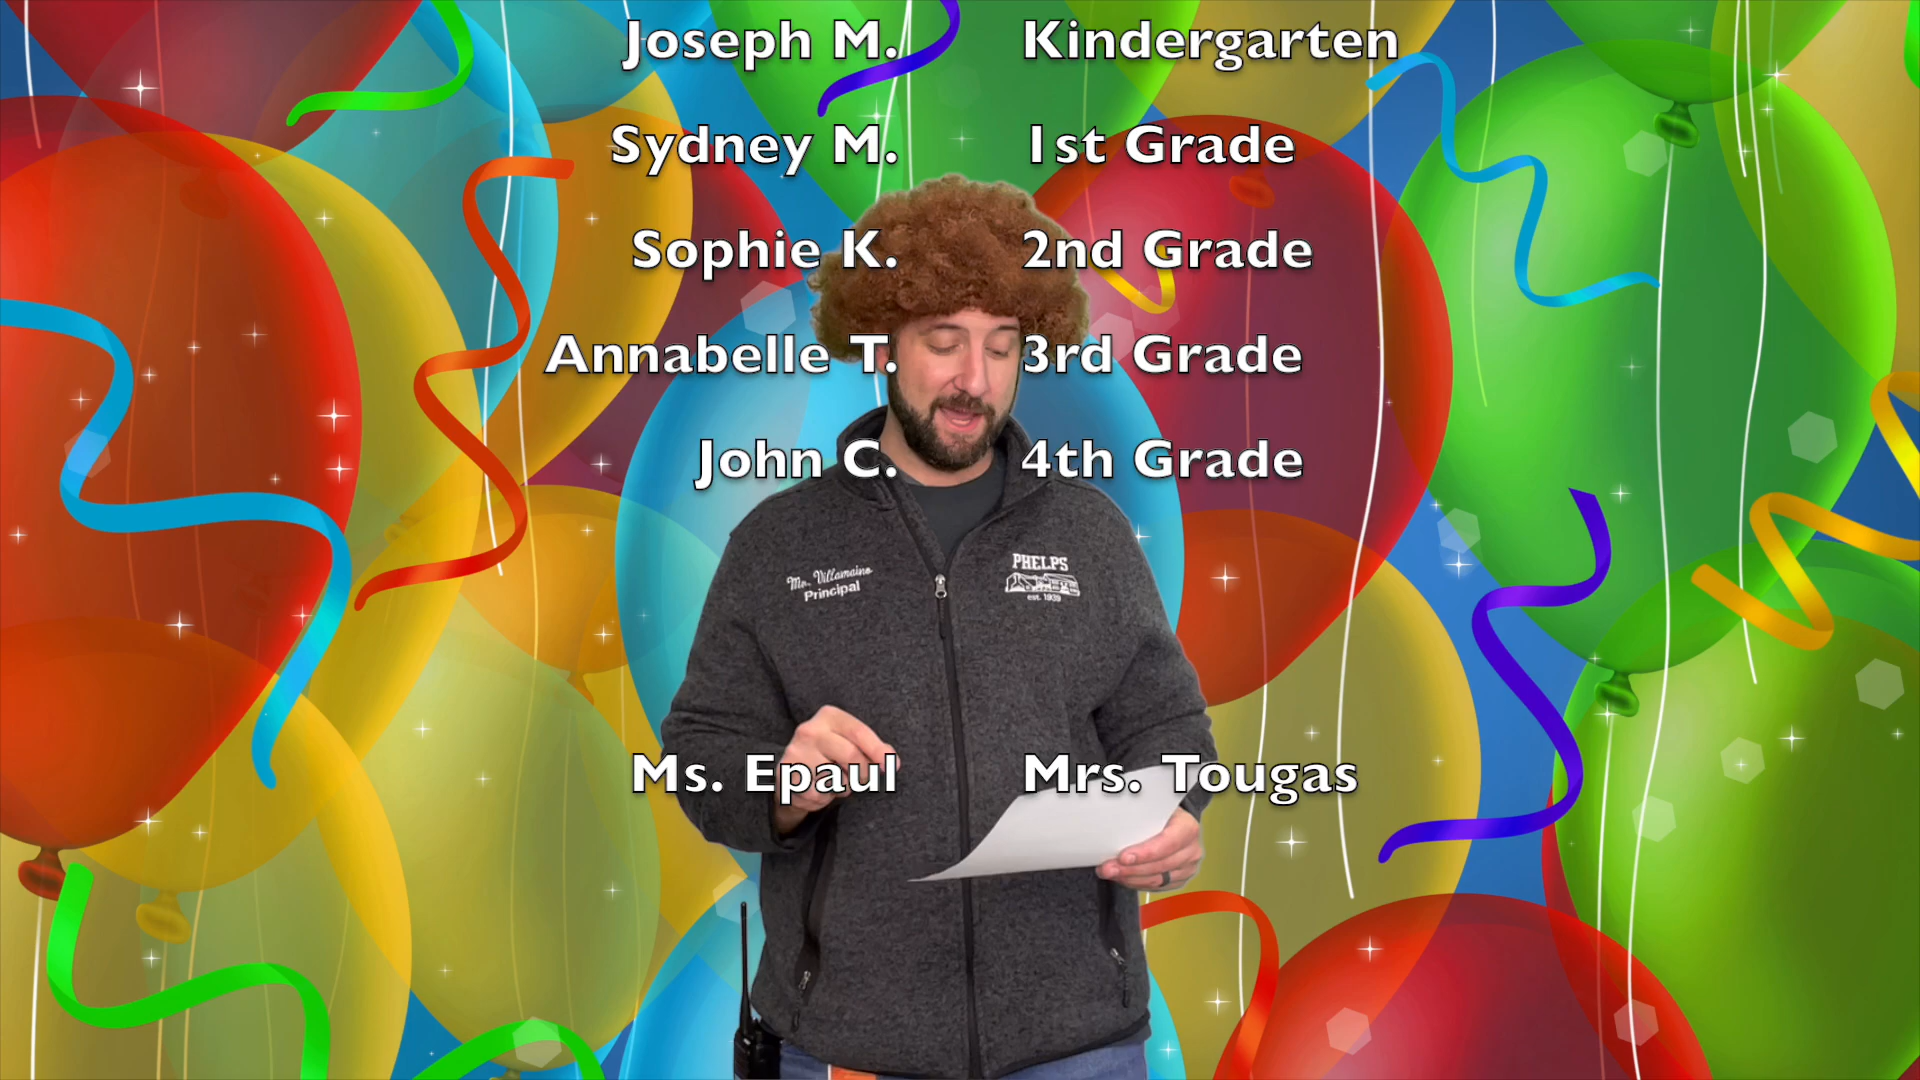 Joseph M. Kindergarten
Sydney M. 1st Grade
Sophie K. 2nd Grade
Annabelle T. 3rd Grade
John C. 4th Grade
Mr. Villamaino
Principal
PHELPS
est. 1939
Ms. Epaul Mrs. Tougas